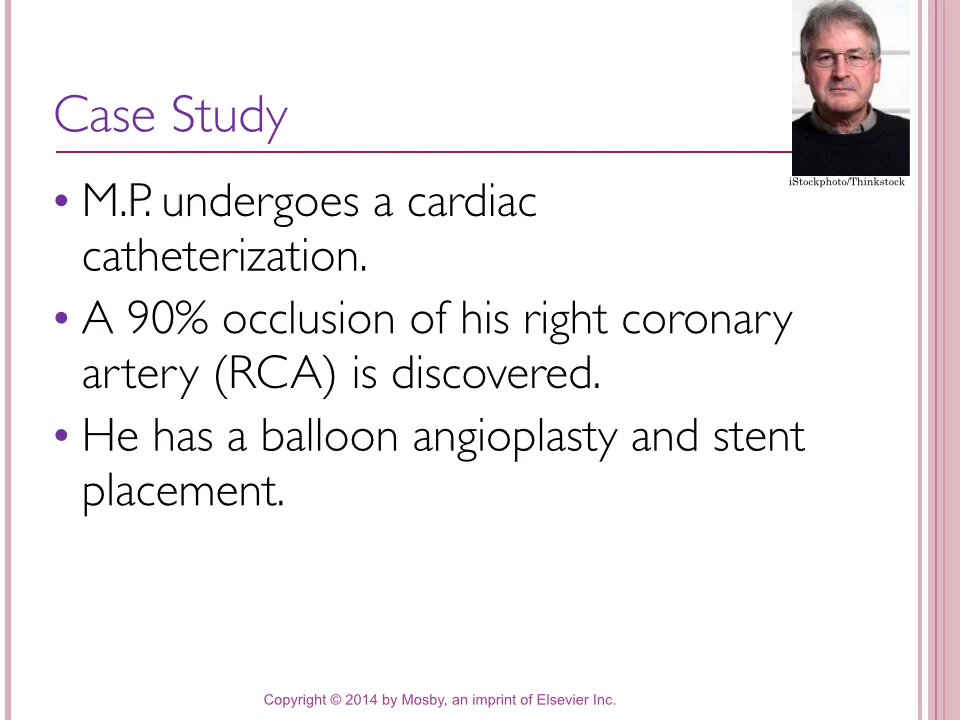 Case Study
iStockphoto/Thinkstock
• M.P. undergoes a cardiac
catheterization.
• A 90% occlusion of his right coronary
artery (RCA) is discovered.
• He has a balloon angioplasty and stent
placement.
Copyright © 2014 by Mosby, an imprint of Elsevier Inc.